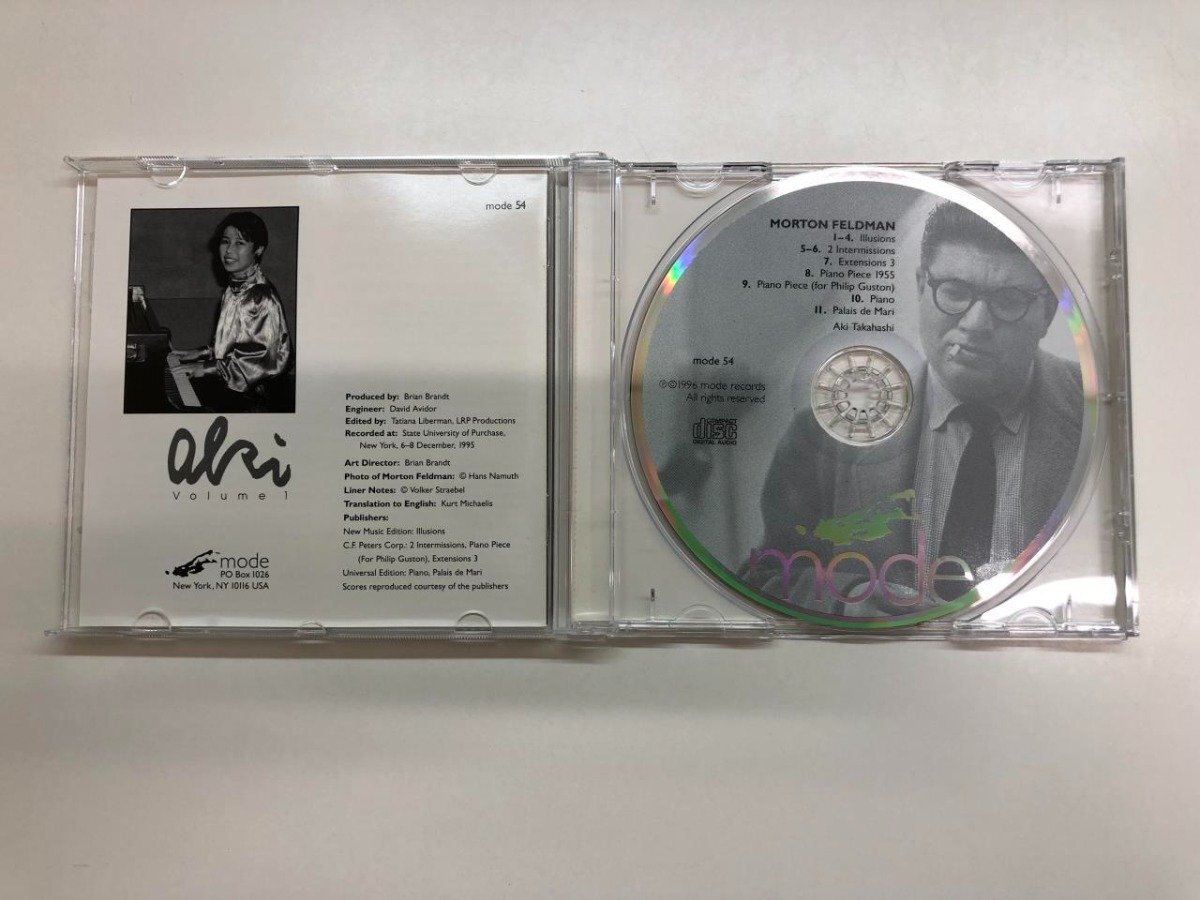 mode 54
aki
Volume 1
mode
PO Box 1026
New York, NY 10116 USA
Produced by: Brian Brandt
Engineer: David Avidor
Edited by: Tatiana Liberman, LRP Productions
Recorded at: State University of Purchase,
New York, 6–8 December, 1995
Art Director: Brian Brandt
Photo of Morton Feldman: © Hans Namuth
Liner Notes: © Volker Straebel
Translation to English: Kurt Michaelis
Publishers:
New Music Edition: Illusions
C.F. Peters Corp.: 2 Intermissions, Piano Piece
(For Philip Guston), Extensions 3
Universal Edition: Piano, Palais de Mari
Scores reproduced courtesy of the publishers
MORTON FELDMAN
1–4. Illusions
5–6. 2 Intermissions
7. Extensions 3
8. Piano Piece 1955
9. Piano Piece (for Philip Guston)
10. Piano
11. Palais de Mari
Aki Takahashi
mode 54
℗©1996 mode records
All rights reserved
COMPACT
disc
DIGITAL AUDIO
mode